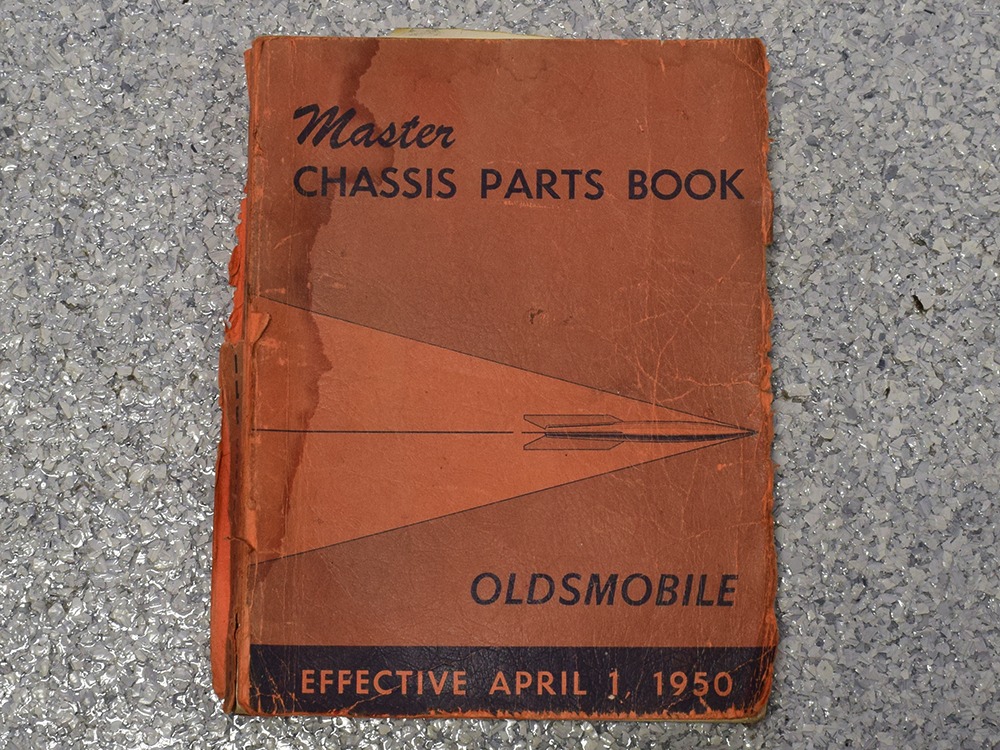 Master
CHASSIS PARTS BOOK
OLDSMOBILE
EFFECTIVE APRIL 1, 1950